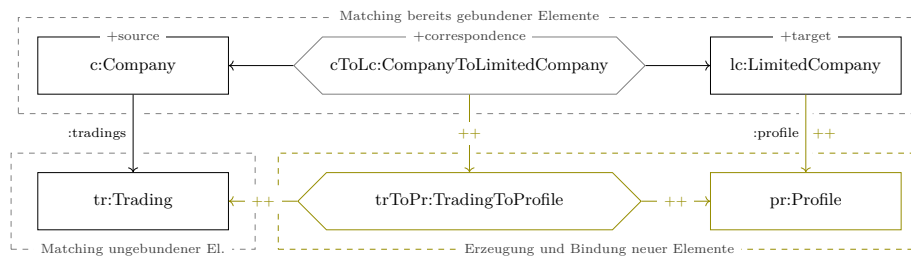 Matching bereits gebundener Elemente
+source
+correspondence
+target
c:Company
cToLc:CompanyToLimitedCompany
lc:LimitedCompany
:tradings
++
:profile
++
tr:Trading
++
trToPr:TradingToProfile
++
pr:Profile
Matching ungebundener El.
Erzeugung und Bindung neuer Elemente